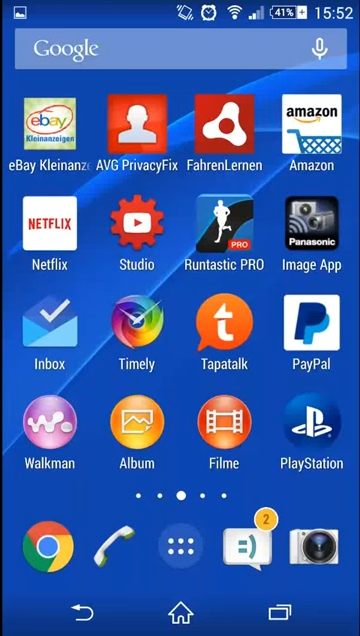 41% 15:52
Google
ebay
Kleinanzeigen
amazon
eBay Kleinanz AVG PrivacyFix FahrenLernen Amazon
NETFLIX
PRO
Panasonic
Netflix Studio Runtastic PRO Image App
Inbox Timely Tapatalk PayPal
Walkman Album Filme PlayStation
2